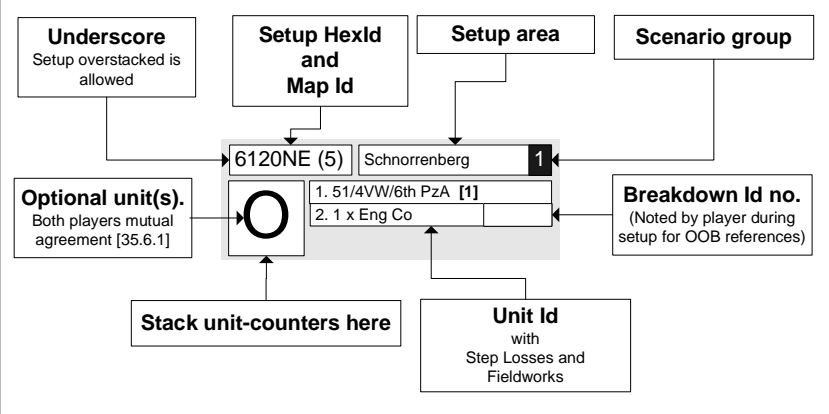 Underscore
Setup overstacked is
allowed
Setup HexId
and
Map Id
Setup area
Scenario group
6120NE (5)
Schnorrenberg
1
Optional unit(s).
Both players mutual
agreement [35.6.1]
O
1. 51/4VW/6th PzA [1]
2. 1 x Eng Co
Breakdown Id no.
(Noted by player during
setup for OOB references)
Stack unit-counters here
Unit Id
with
Step Losses and
Fieldworks